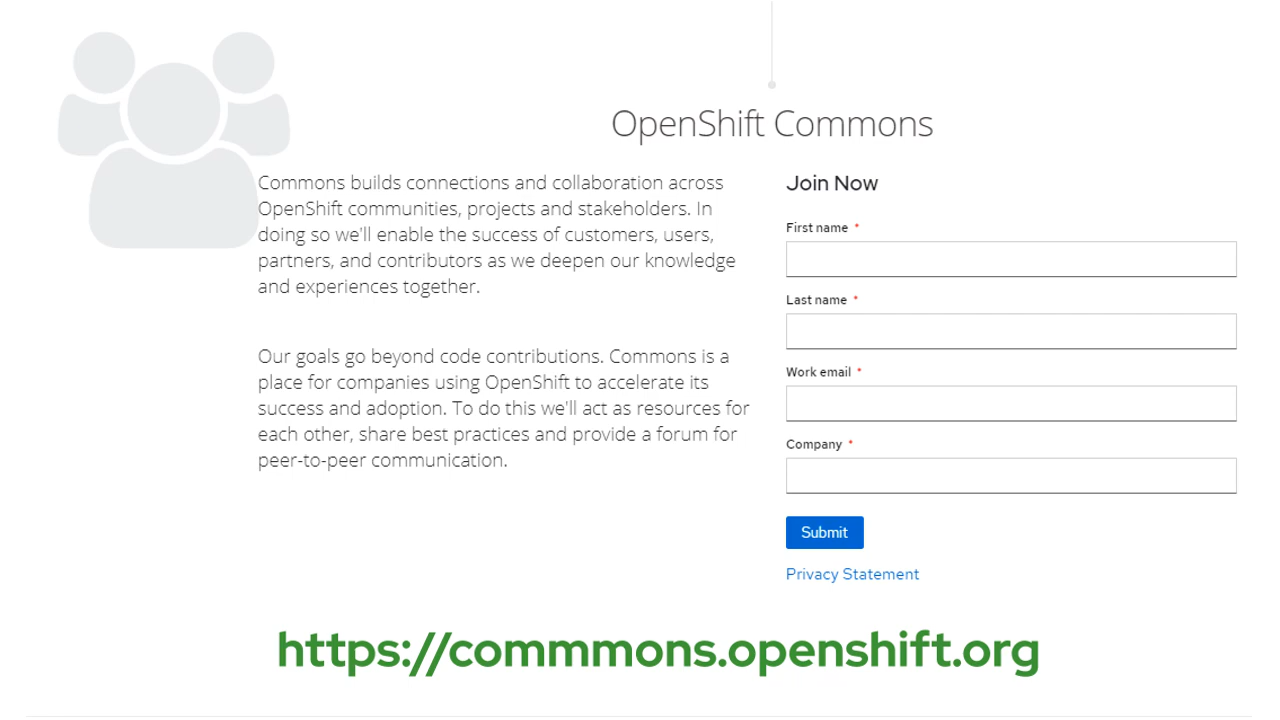 OpenShift Commons
Commons builds connections and collaboration across
OpenShift communities, projects and stakeholders. In
doing so we'll enable the success of customers, users,
partners, and contributors as we deepen our knowledge
and experiences together.
Our goals go beyond code contributions. Commons is a
place for companies using OpenShift to accelerate its
success and adoption. To do this we'll act as resources for
each other, share best practices and provide a forum for
peer-to-peer communication.
Join Now
First name *
Last name *
Work email *
Company *
Submit
Privacy Statement
https://commmons.openshift.org